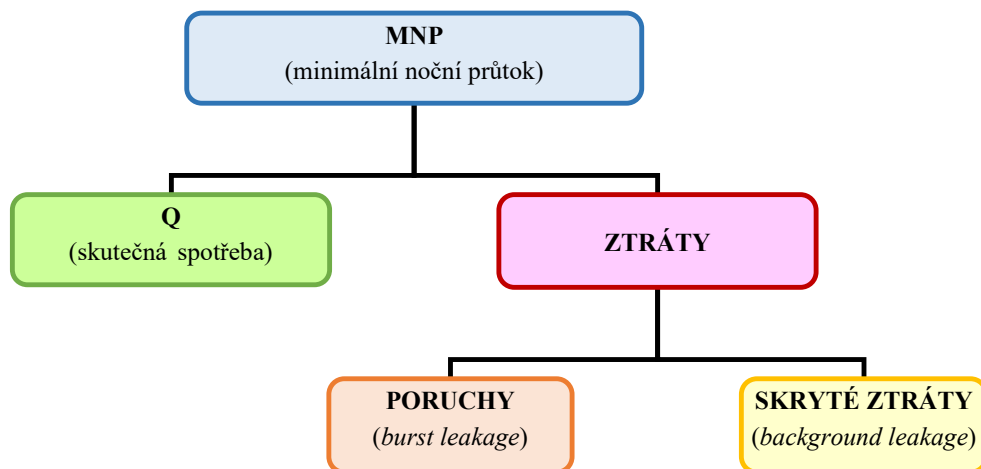 MNP
(minimální noční průtok)
Q
(skutečná spotřeba)
ZTRÁTY
PORUCHY
(burst leakage)
SKRYTÉ ZTRÁTY
(background leakage)